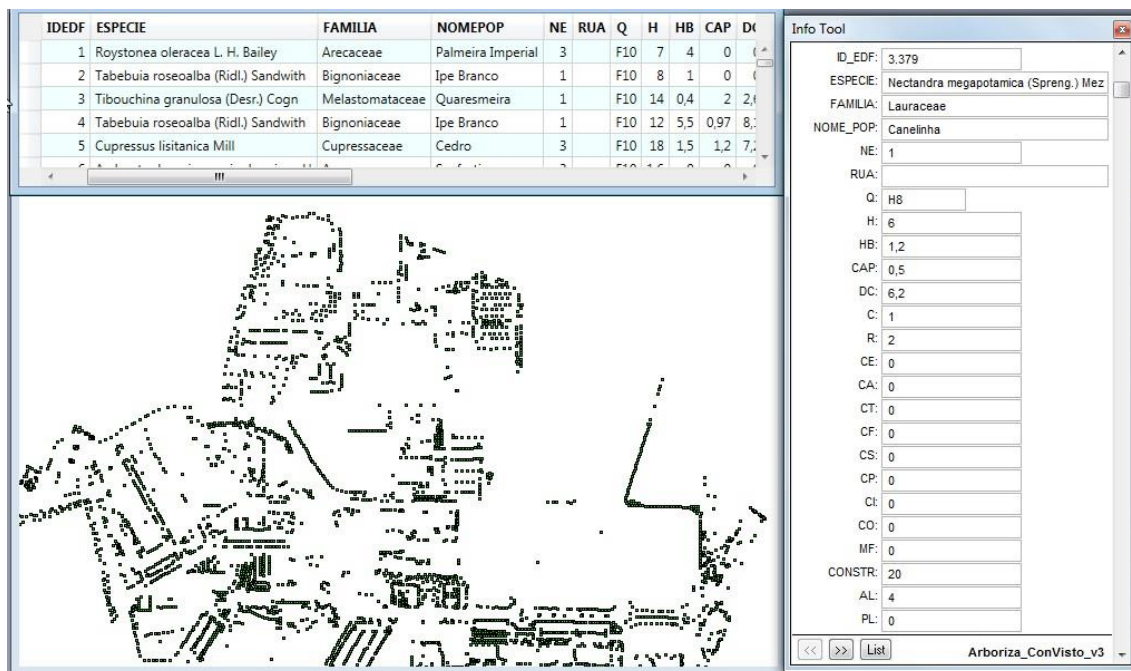 IDEDF ESPECIE FAMILIA NOMEPOP NE RUA Q H HB CAP
1 Roystonea oleracea L. H. Bailey Arecaceae Palmeira Imperial 3 F10 7 4 0
2 Tabebuia roseoalba (Ridl.) Sandwith Bignoniaceae Ipe Branco 1 F10 8 1 0
3 Tibouchina granulosa (Desr.) Cogn Melastomataceae Quaresmeira 1 F10 14 0,4 2
4 Tabebuia roseoalba (Ridl.) Sandwith Bignoniaceae Ipe Branco 1 F10 12 5,5 0,97
5 Cupressus lisitanica Mill Cupressaceae Cedro 3 F10 18 1,5 1,2
Info Tool
ID_EDF: 3.379
ESPECIE: Nectandra megapotamica (Spreng.) Mez
FAMILIA: Lauraceae
NOME_POP: Canelinha
NE: 1
RUA:
Q: H8
H: 6
HB: 1,2
CAP: 0,5
DC: 6,2
C: 1
R: 2
CE: 0
CA: 0
CT: 0
CF: 0
CS: 0
CP: 0
CI: 0
CO: 0
MF: 0
CONSTR: 20
AL: 4
PL: 0
<< >> List Arboriza_ConVisto_v3